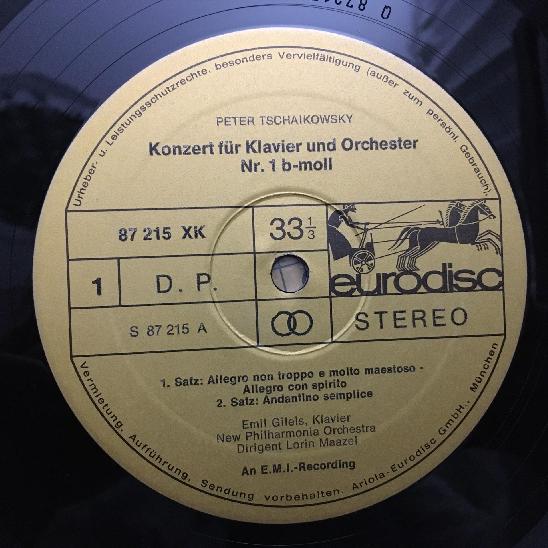 Urheber- u. Leistungsschutzrechte, besonders Vervielfältigung (außer zum persönl. Gebrauch),
PETER TSCHAIKOWSKY
Konzert für Klavier und Orchester
Nr. 1 b-moll
87 215 XK
33 1/3
eurodisc
1
D. P.
S 87 215 A
STEREO
1. Satz: Allegro non troppo e molto maestoso -
Allegro con spirito
2. Satz: Andantino semplice
Emil Gilels, Klavier
New Philharmonia Orchestra
Dirigent Lorin Maazel
An E.M.I.-Recording
Vermietung, Aufführung, Sendung vorbehalten. Ariola-Eurodisc GmbH., München